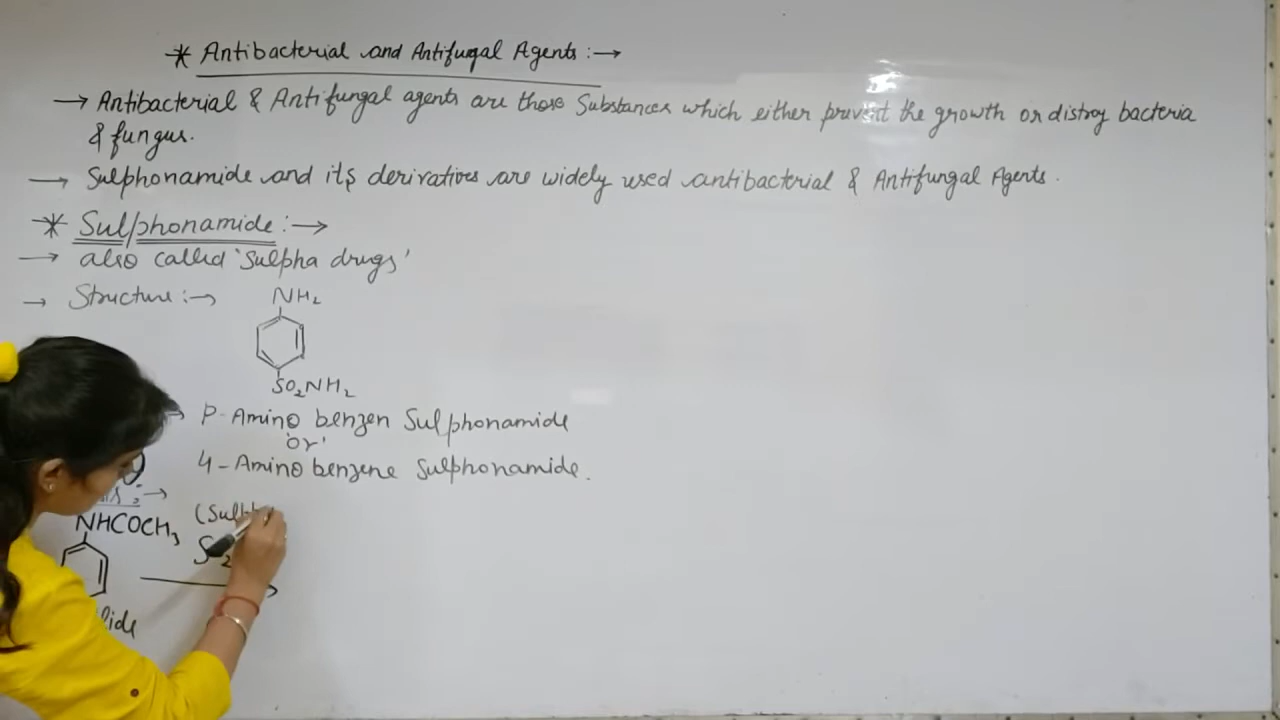 * Antibacterial and Antifugal Agents :→
→ Antibacterial & Antifungal agents are those Substances which either prevent the growth or distroy bacteria
& fungus.
→ Sulphonamide and its derivatives are widely used antibacterial & Antifungal Agents.
* Sulphonamide :→
→ also called 'Sulpha drugs'
→ Structure :→
NH₂
SO₂NH₂
→ P-Amino benzen Sulphonamide
'or'
4-Amino benzene Sulphonamide.
NHCOCH₃